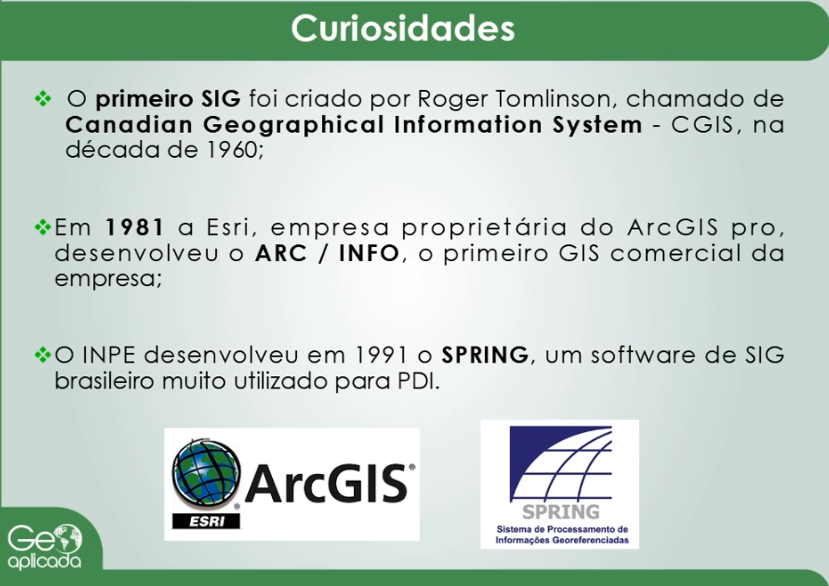 Curiosidades
O primeiro SIG foi criado por Roger Tomlinson, chamado de
Canadian Geographical Information System - CGIS, na
década de 1960;
Em 1981 a Esri, empresa proprietária do ArcGIS pro,
desenvolveu o ARC / INFO, o primeiro GIS comercial da
empresa;
O INPE desenvolveu em 1991 o SPRING, um software de SIG
brasileiro muito utilizado para PDI.
ArcGIS®
ESRI
SPRING
Sistema de Processamento de
Informações Georeferenciadas
Geo
aplicada